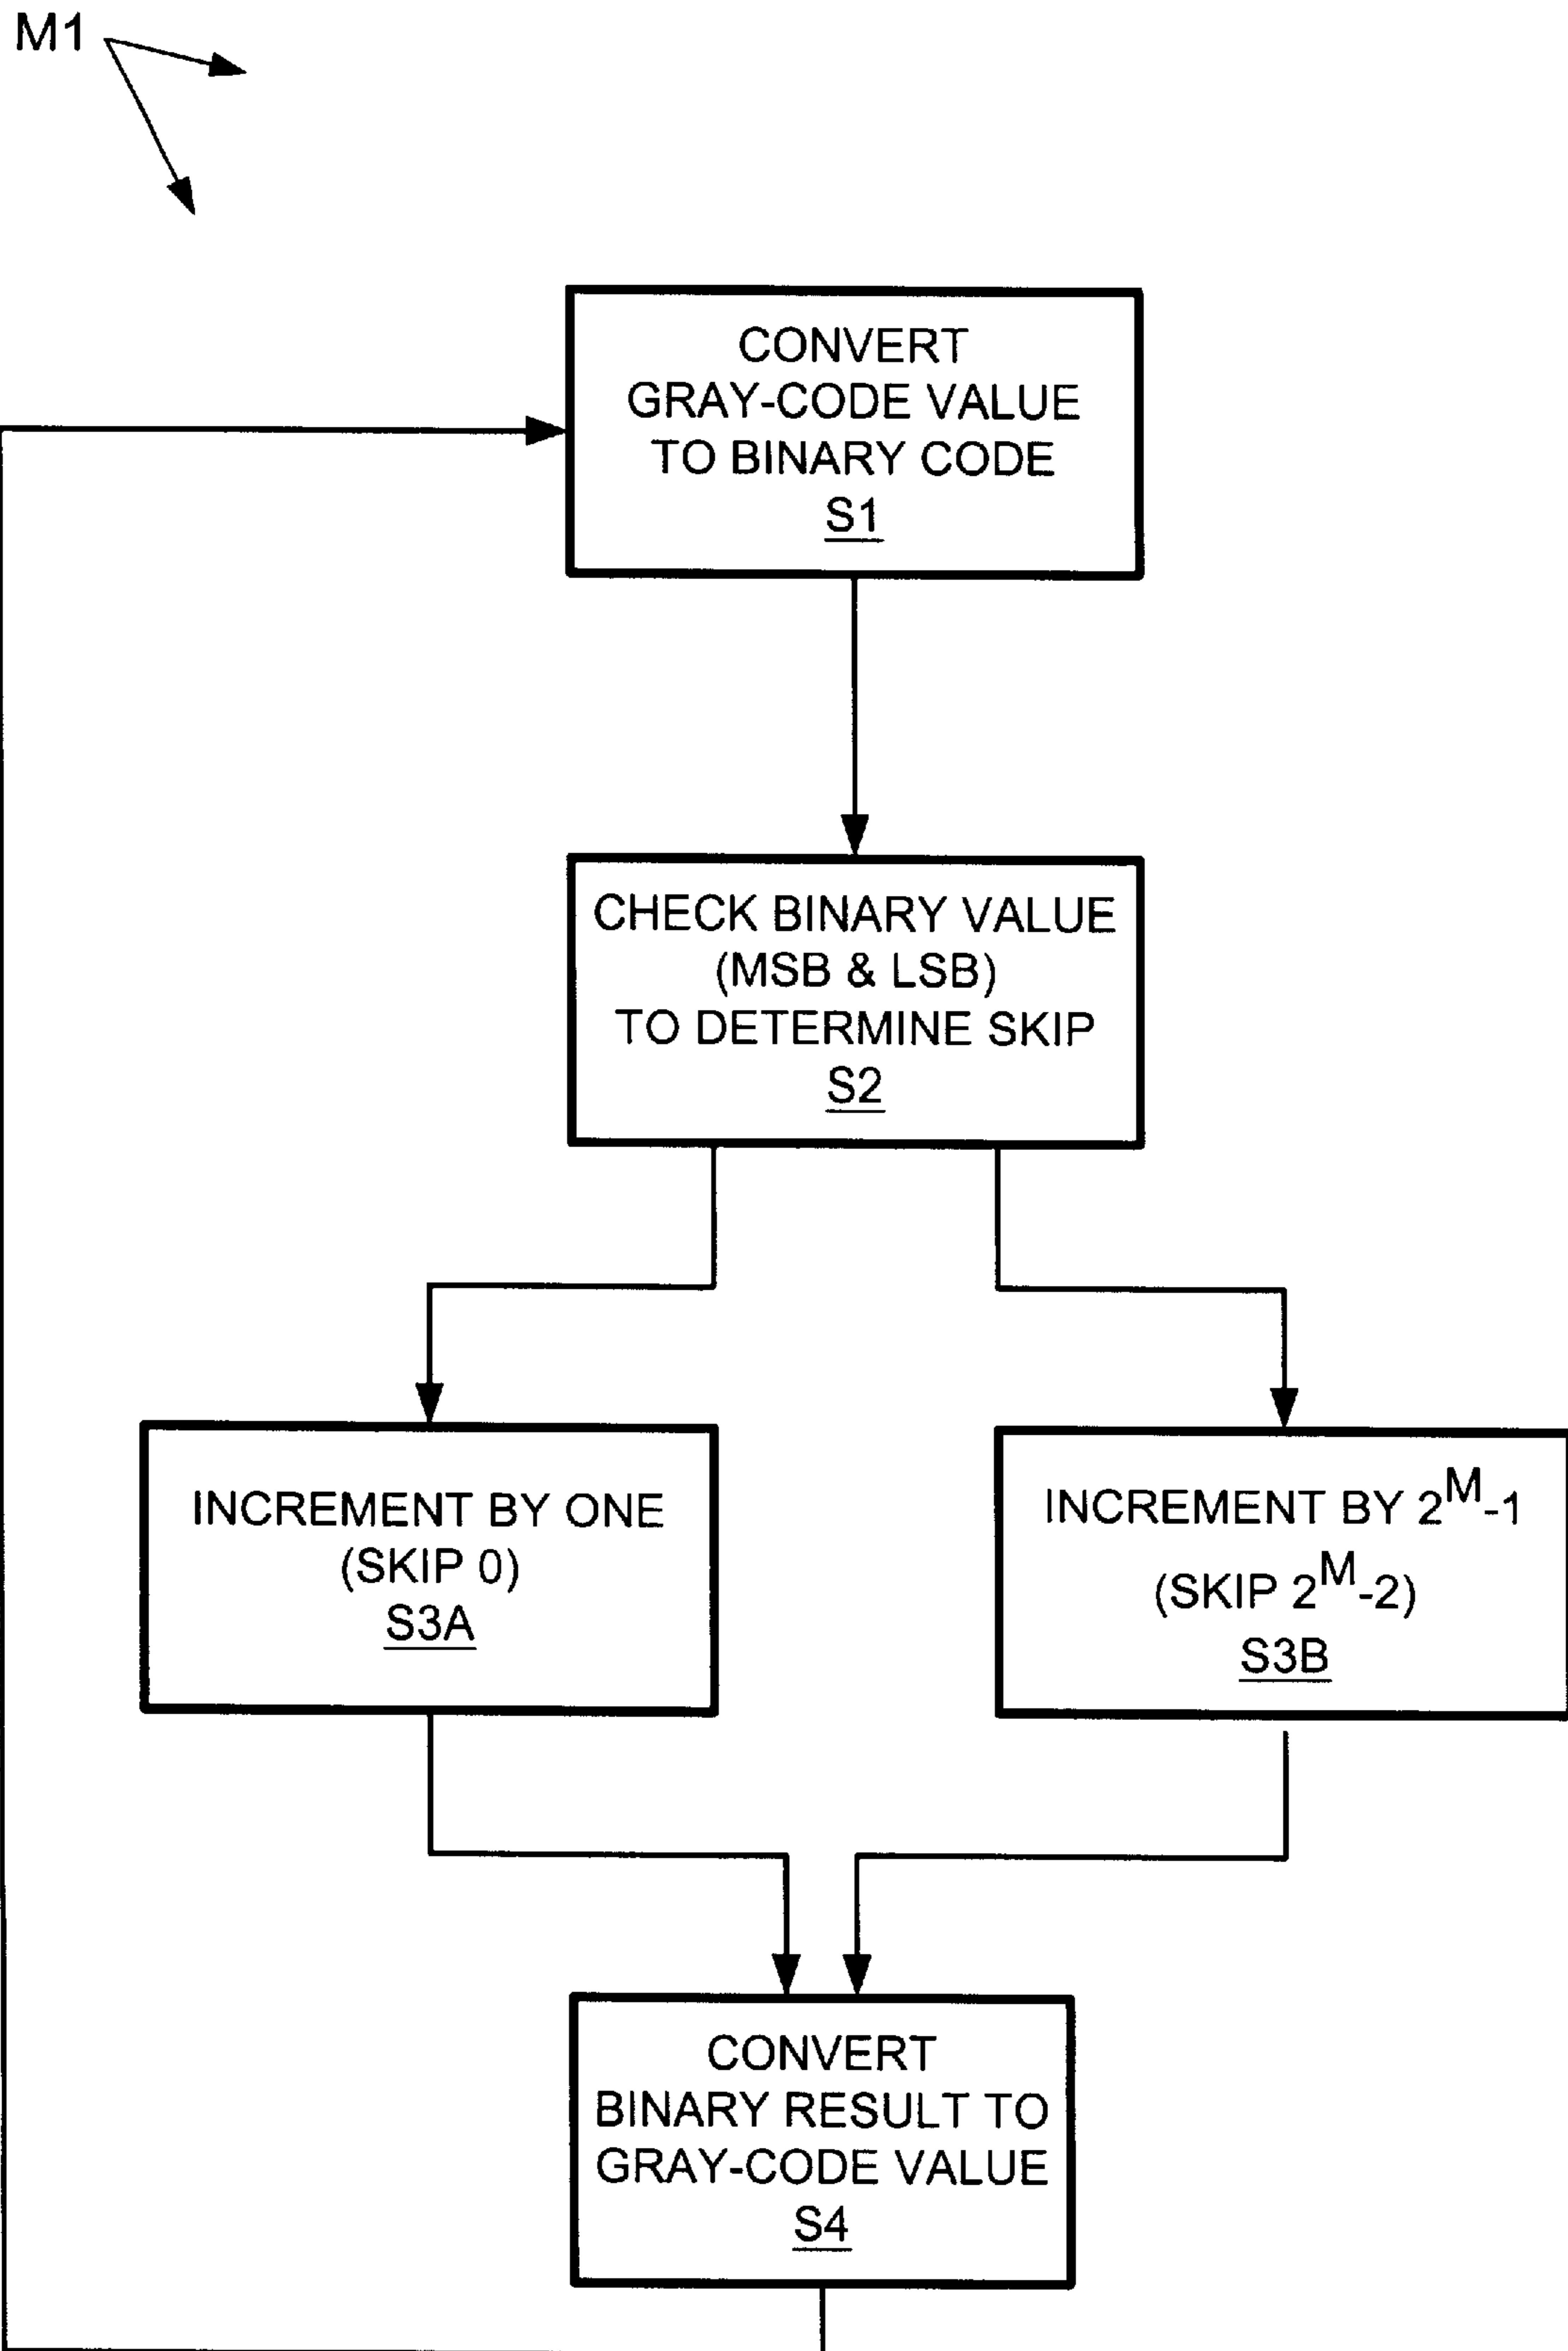 M1
CONVERT
GRAY-CODE VALUE
TO BINARY CODE
S1
CHECK BINARY VALUE
(MSB & LSB)
TO DETERMINE SKIP
S2
INCREMENT BY ONE
(SKIP 0)
S3A
INCREMENT BY 2^M-1
(SKIP 2^M-2)
S3B
CONVERT
BINARY RESULT TO
GRAY-CODE VALUE
S4